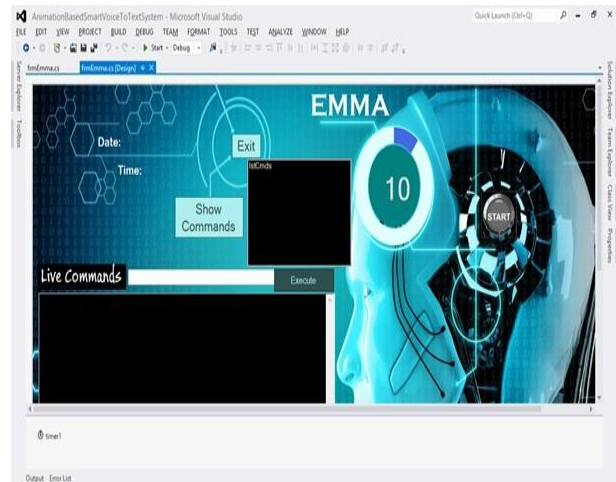 AnimationBasedSmartVoiceToTextSystem - Microsoft Visual Studio
Quick Launch (Ctrl+Q)
FILE EDIT VIEW PROJECT BUILD DEBUG TEAM FORMAT TOOLS TEST ANALYZE WINDOW HELP
Start - Debug
frmEmma.cs
frmEmma.cs [Design]
Server Explorer
Toolbox
Solution Explorer
Team Explorer
Class View
Properties
EMMA
Date:
Exit
Time:
lstCmds
10
START
Show
Commands
Live Commands
Execute
timer1
Output Error List